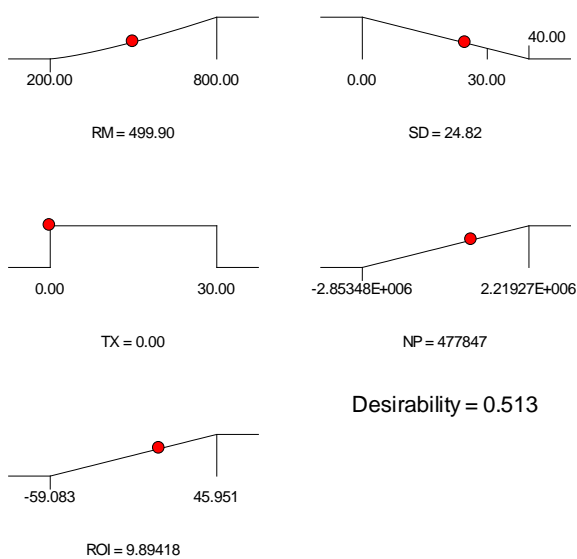 200.00 800.00
RM = 499.90
40.00
0.00 30.00
SD = 24.82
0.00 30.00
TX = 0.00
-2.85348E+006 2.21927E+006
NP = 477847
Desirability = 0.513
-59.083 45.951
ROI = 9.89418